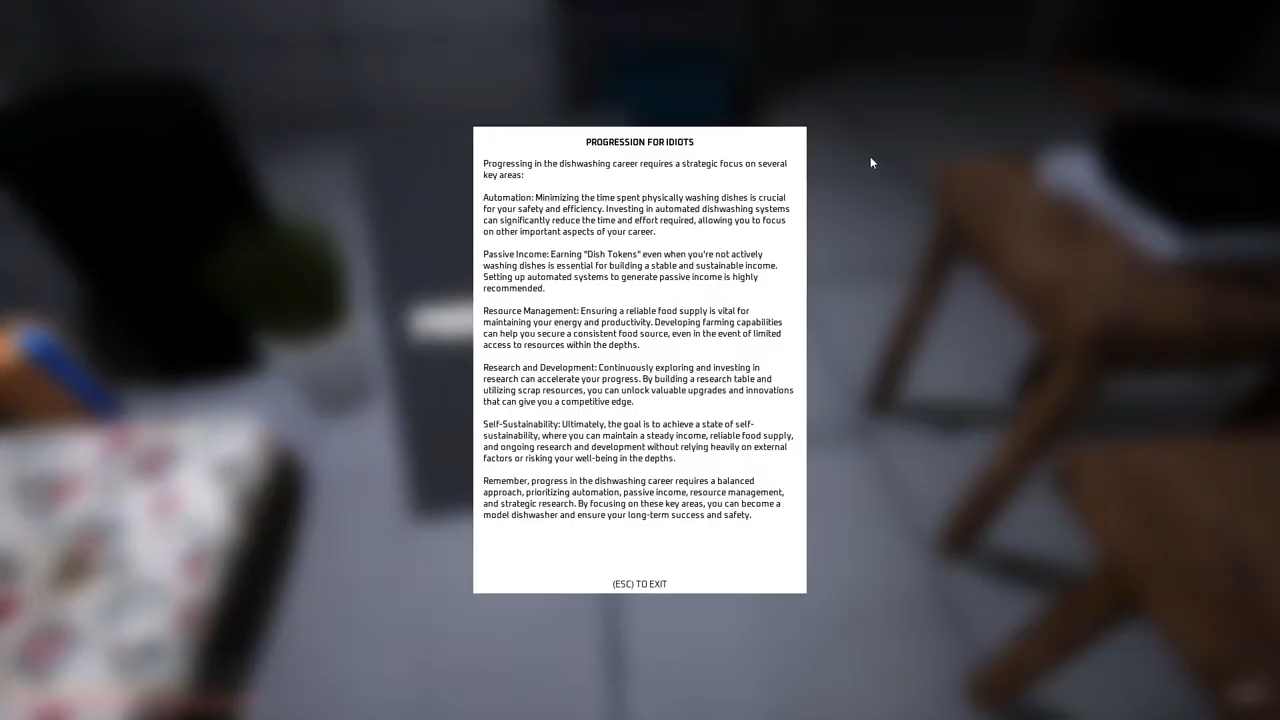 PROGRESSION FOR IDIOTS
Progressing in the dishwashing career requires a strategic focus on several
key areas:
Automation: Minimizing the time spent physically washing dishes is crucial
for your safety and efficiency. Investing in automated dishwashing systems
can significantly reduce the time and effort required, allowing you to focus
on other important aspects of your career.
Passive Income: Earning "Dish Tokens" even when you're not actively
washing dishes is essential for building a stable and sustainable income.
Setting up automated systems to generate passive income is highly
recommended.
Resource Management: Ensuring a reliable food supply is vital for
maintaining your energy and productivity. Developing farming capabilities
can help you secure a consistent food source, even in the event of limited
access to resources within the depths.
Research and Development: Continuously exploring and investing in
research can accelerate your progress. By building a research table and
utilizing scrap resources, you can unlock valuable upgrades and innovations
that can give you a competitive edge.
Self-Sustainability: Ultimately, the goal is to achieve a state of self-
sustainability, where you can maintain a steady income, reliable food supply,
and ongoing research and development without relying heavily on external
factors or risking your well-being in the depths.
Remember, progress in the dishwashing career requires a balanced
approach, prioritizing automation, passive income, resource management,
and strategic research. By focusing on these key areas, you can become a
model dishwasher and ensure your long-term success and safety.
(ESC) TO EXIT